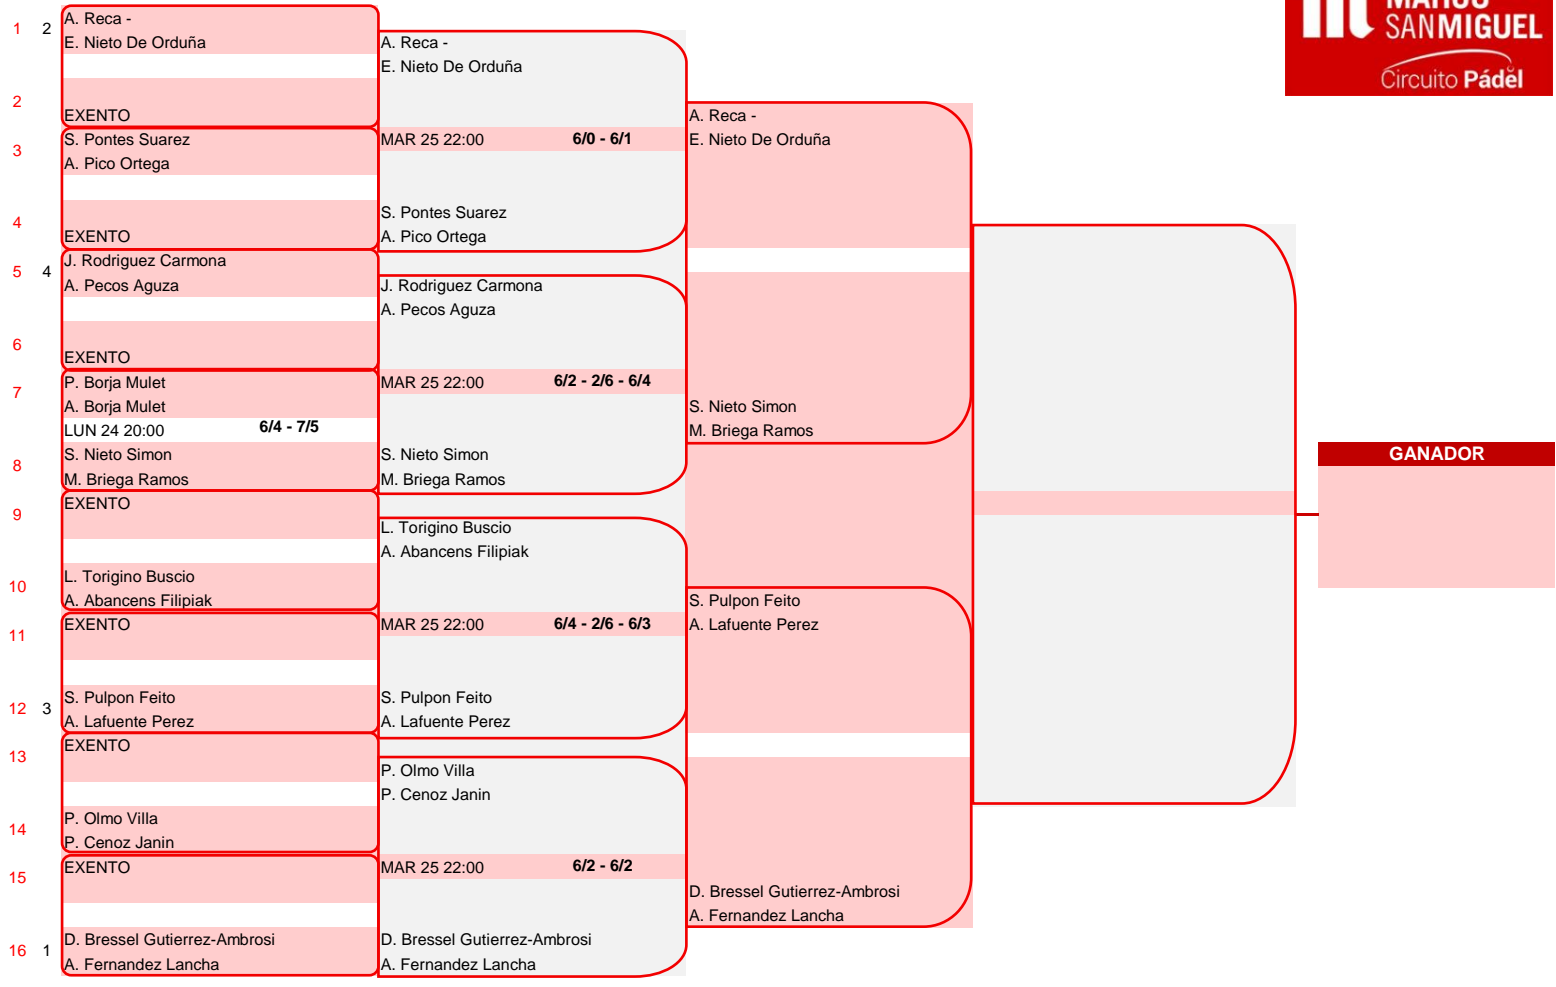 MAHOU
SANMIGUEL
Circuito Pádel
1 2 A. Reca -
E. Nieto De Orduña
2 EXENTO
3 S. Pontes Suarez
A. Pico Ortega
4 EXENTO
5 4 J. Rodriguez Carmona
A. Pecos Aguza
6 EXENTO
7 P. Borja Mulet
A. Borja Mulet
LUN 24 20:00 6/4 - 7/5
8 S. Nieto Simon
M. Briega Ramos
9 EXENTO
10 L. Torigino Buscio
A. Abancens Filipiak
11 EXENTO
12 3 S. Pulpon Feito
A. Lafuente Perez
13 EXENTO
14 P. Olmo Villa
P. Cenoz Janin
15 EXENTO
16 1 D. Bressel Gutierrez-Ambrosi
A. Fernandez Lancha
A. Reca -
E. Nieto De Orduña
MAR 25 22:00 6/0 - 6/1
S. Pontes Suarez
A. Pico Ortega
J. Rodriguez Carmona
A. Pecos Aguza
MAR 25 22:00 6/2 - 2/6 - 6/4
S. Nieto Simon
M. Briega Ramos
L. Torigino Buscio
A. Abancens Filipiak
MAR 25 22:00 6/4 - 2/6 - 6/3
S. Pulpon Feito
A. Lafuente Perez
P. Olmo Villa
P. Cenoz Janin
MAR 25 22:00 6/2 - 6/2
D. Bressel Gutierrez-Ambrosi
A. Fernandez Lancha
A. Reca -
E. Nieto De Orduña
S. Nieto Simon
M. Briega Ramos
S. Pulpon Feito
A. Lafuente Perez
D. Bressel Gutierrez-Ambrosi
A. Fernandez Lancha
GANADOR